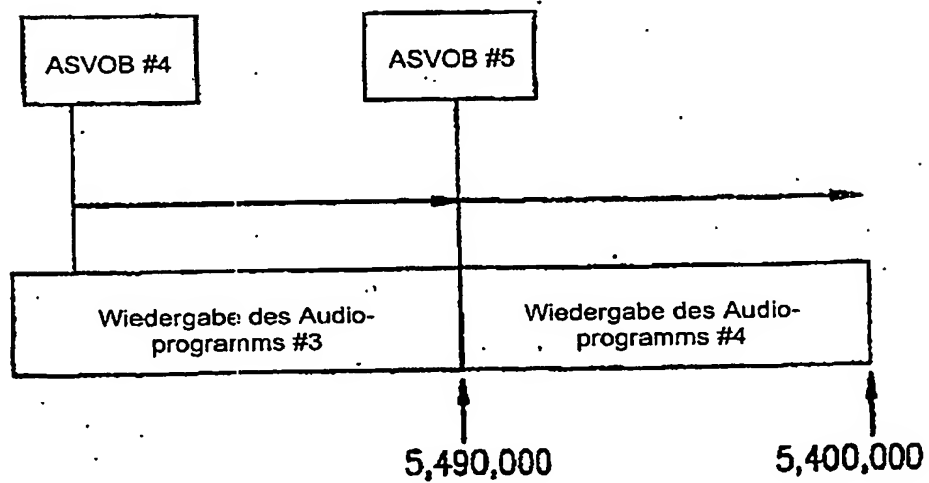 ASVOB #4
ASVOB #5
Wiedergabe des Audio-
programms #3
Wiedergabe des Audio-
programms #4
5,490,000
5,400,000